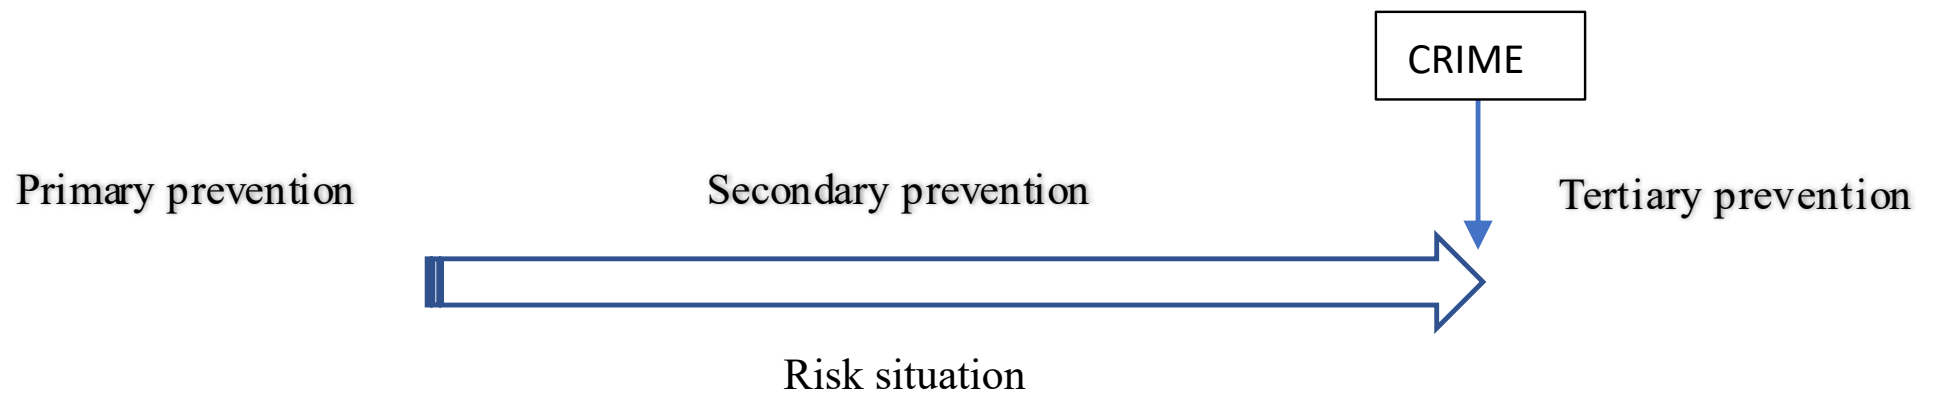 CRIME
Primary prevention
Secondary prevention
Tertiary prevention
Risk situation